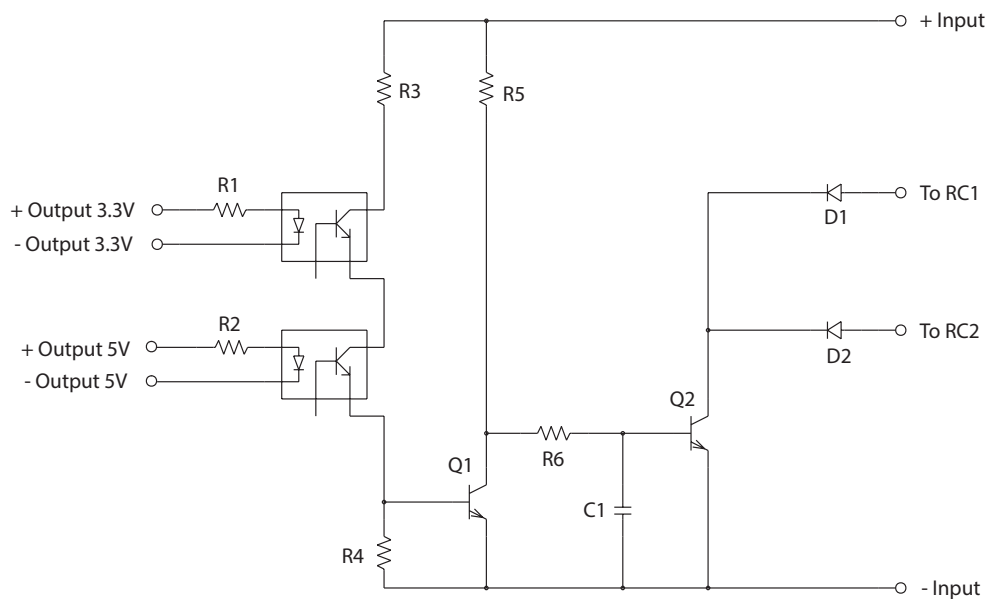 + Input
R3
R5
R1
+ Output 3.3V
To RC1
D1
- Output 3.3V
R2
+ Output 5V
To RC2
D2
- Output 5V
Q2
Q1
R6
C1
R4
- Input